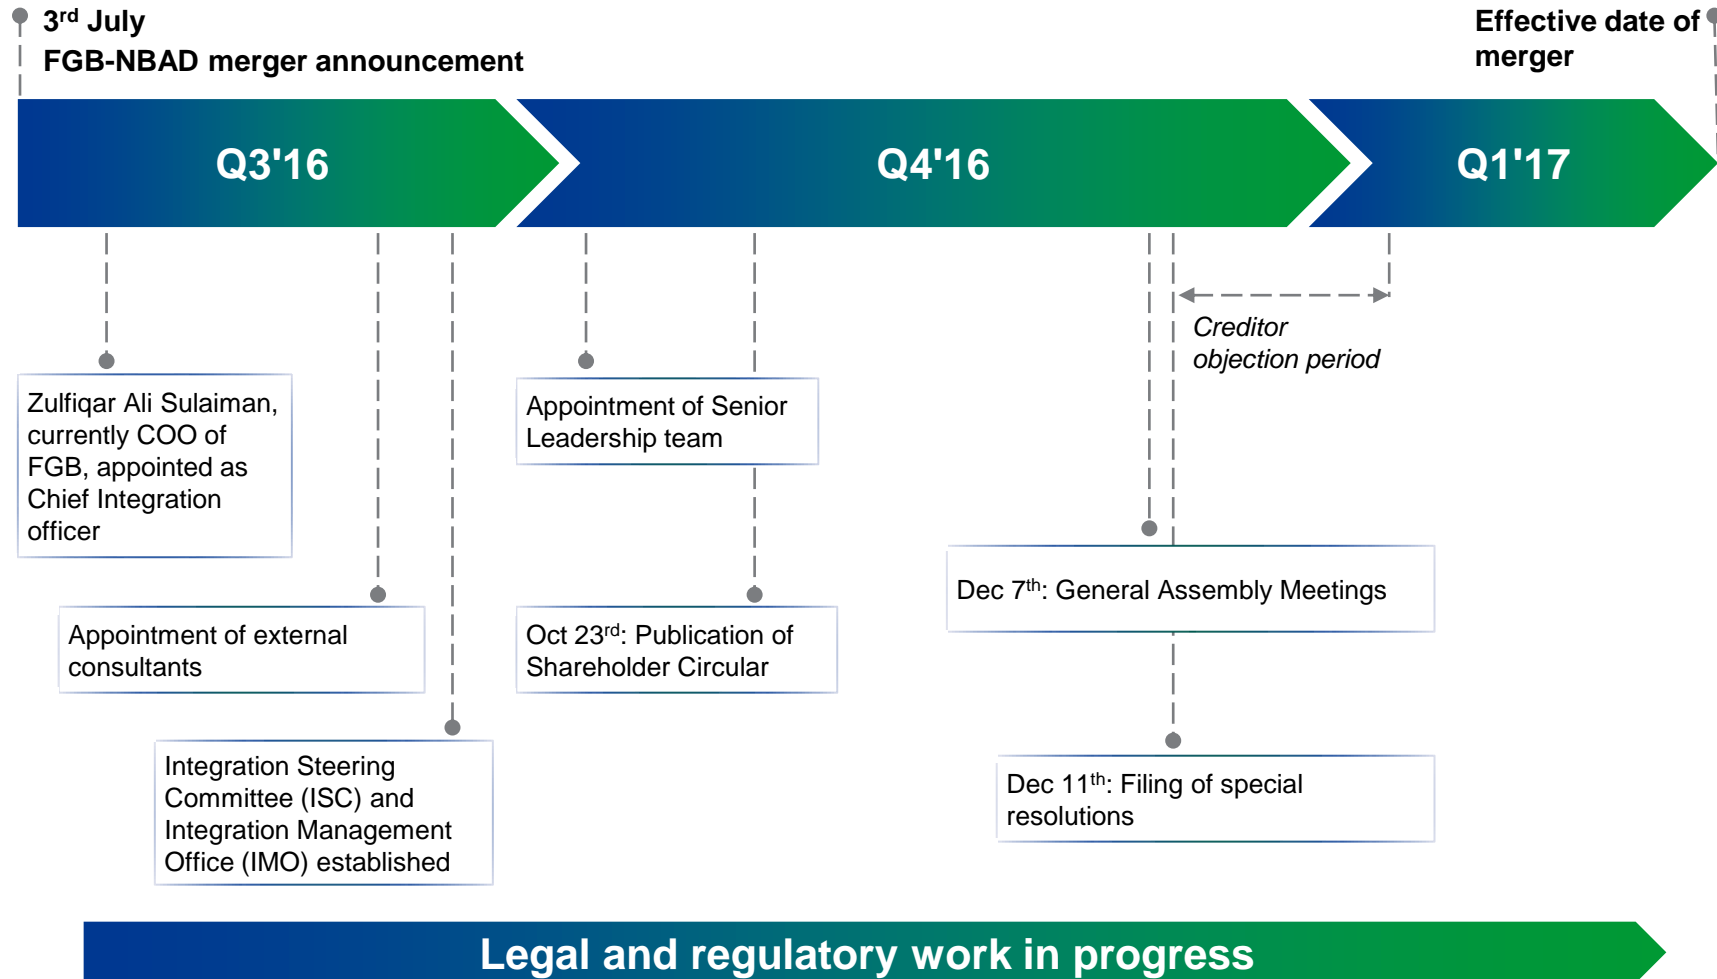 3rd July
FGB-NBAD merger announcement
Effective date of
merger
Q3'16
Q4'16
Q1'17
Creditor
objection period
Zulfiqar Ali Sulaiman,
currently COO of
FGB, appointed as
Chief Integration
officer
Appointment of Senior
Leadership team
Appointment of external
consultants
Oct 23rd: Publication of
Shareholder Circular
Dec 7th: General Assembly Meetings
Integration Steering
Committee (ISC) and
Integration Management
Office (IMO) established
Dec 11th: Filing of special
resolutions
Legal and regulatory work in progress